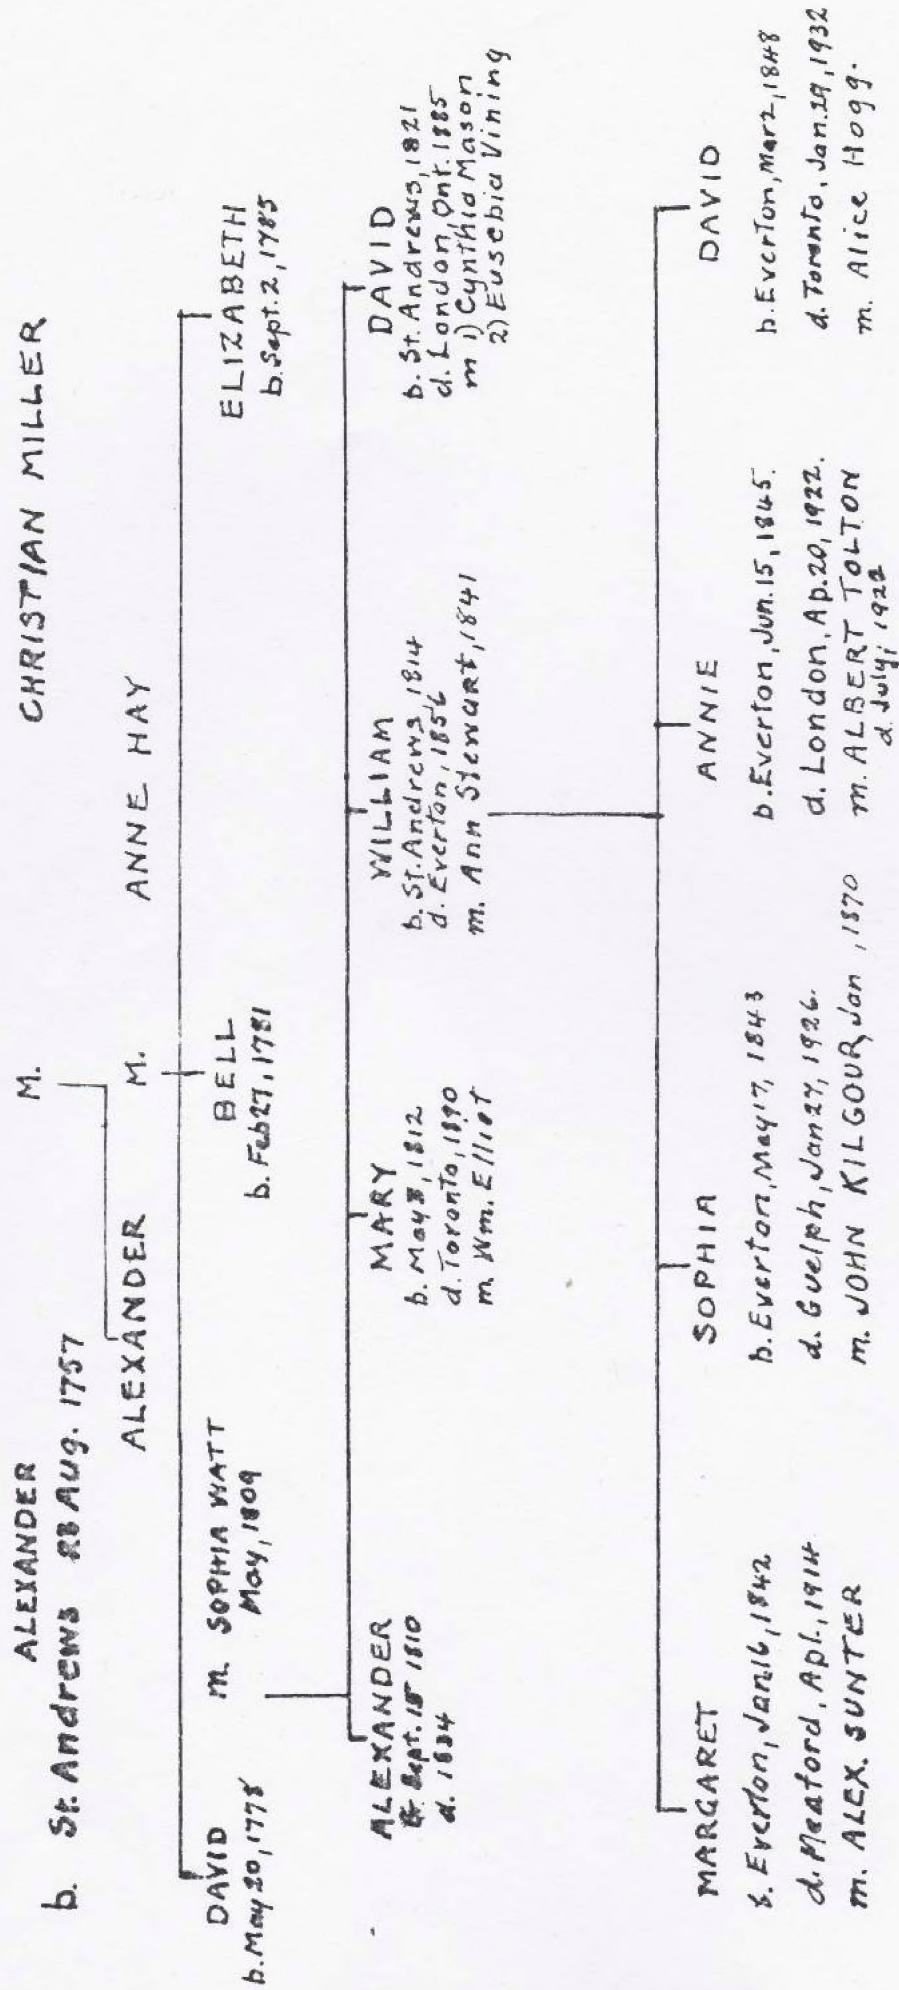 ALEXANDER M. CHRISTIAN MILLER
b. St. Andrews Aug. 1757
ALEXANDER M. ANNE HAY
DAVID
b. May 20, 1778
m. SOPHIA WATT
May, 1809
BELL
b. Feb 27, 1781
ELIZABETH
b. Sept. 2, 1785
ALEXANDER
Sept. 15 1810
d. 1834
MARY
b. May 8, 1812
d. Toronto, 1890
m. Wm. Elliot
WILLIAM
b. St. Andrews, 1814
d. Everton, 1856
m. Ann Stewart, 1841
DAVID
b. St. Andrews, 1821
d. London, Ont. 1885
m 1) Cynthia Mason
2) Eusebia Vining
MARGARET
b. Everton, Jan 16, 1842
d. Meaford, Apl., 1914
m. ALEX. SUNTER
SOPHIA
b. Everton, May 17, 1843
d. Guelph, Jan 27, 1926.
m. JOHN KILGOUR, Jan, 1870
ANNIE
b. Everton, Jun. 15, 1845.
d. London, Ap. 20, 1922.
m. ALBERT TOLTON
d. July, 1922
DAVID
b. Everton, Mar 2, 1848
d. Toronto, Jan. 29, 1932
m. Alice Hogg.